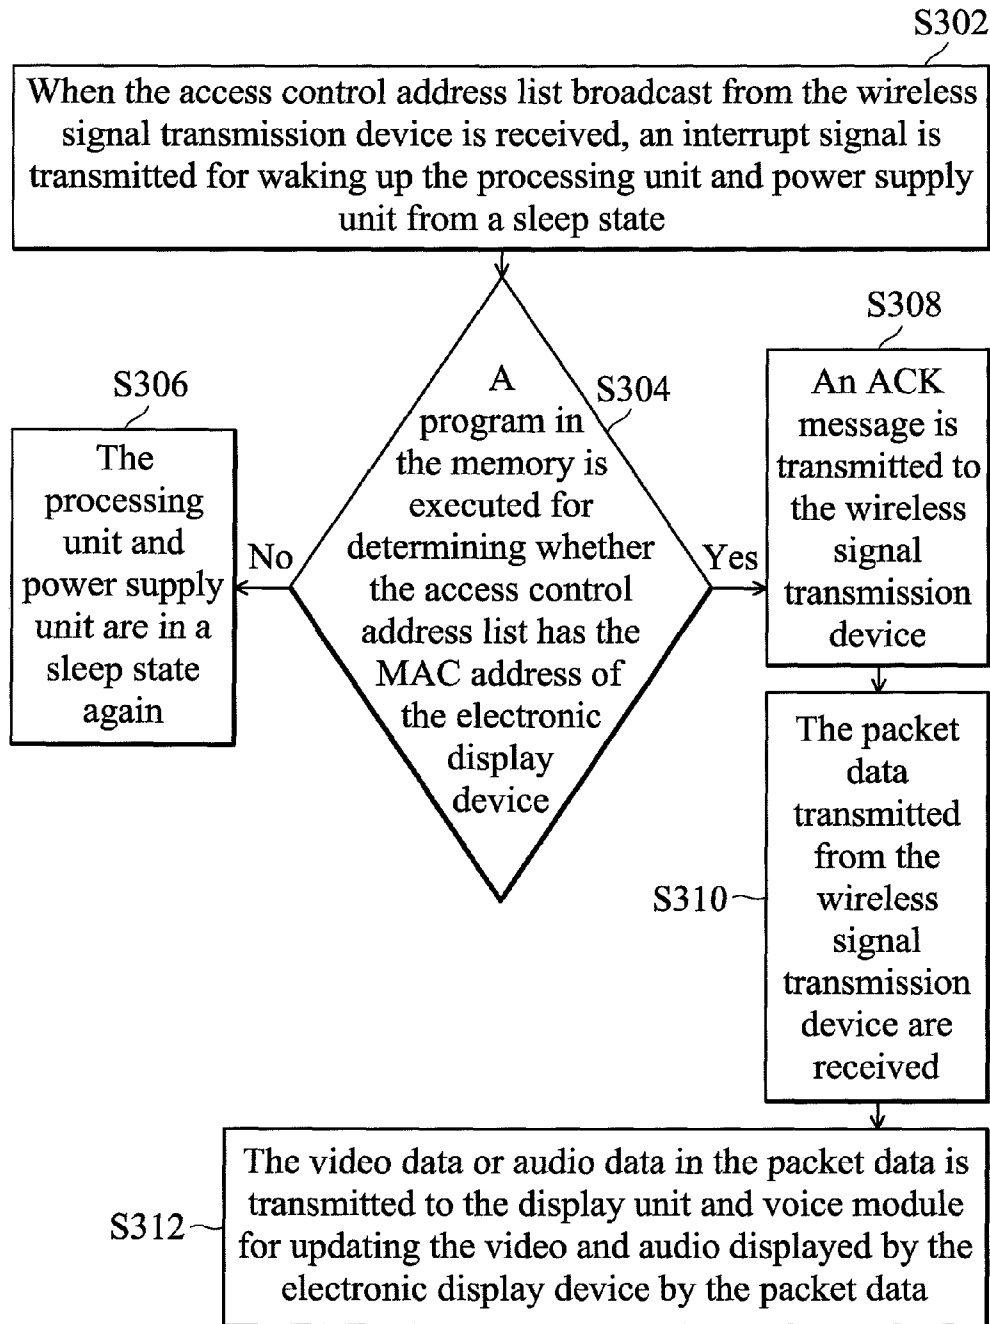 S302
When the access control address list broadcast from the wireless
signal transmission device is received, an interrupt signal is
transmitted for waking up the processing unit and power supply
unit from a sleep state
S304
A
program in
the memory is
executed for
determining whether
the access control
address list has the
MAC address of
the electronic
display
device
No
S306
The
processing
unit and
power supply
unit are in a
sleep state
again
Yes
S308
An ACK
message is
transmitted to
the wireless
signal
transmission
device
S310
The packet
data
transmitted
from the
wireless
signal
transmission
device are
received
S312
The video data or audio data in the packet data is
transmitted to the display unit and voice module
for updating the video and audio displayed by the
electronic display device by the packet data